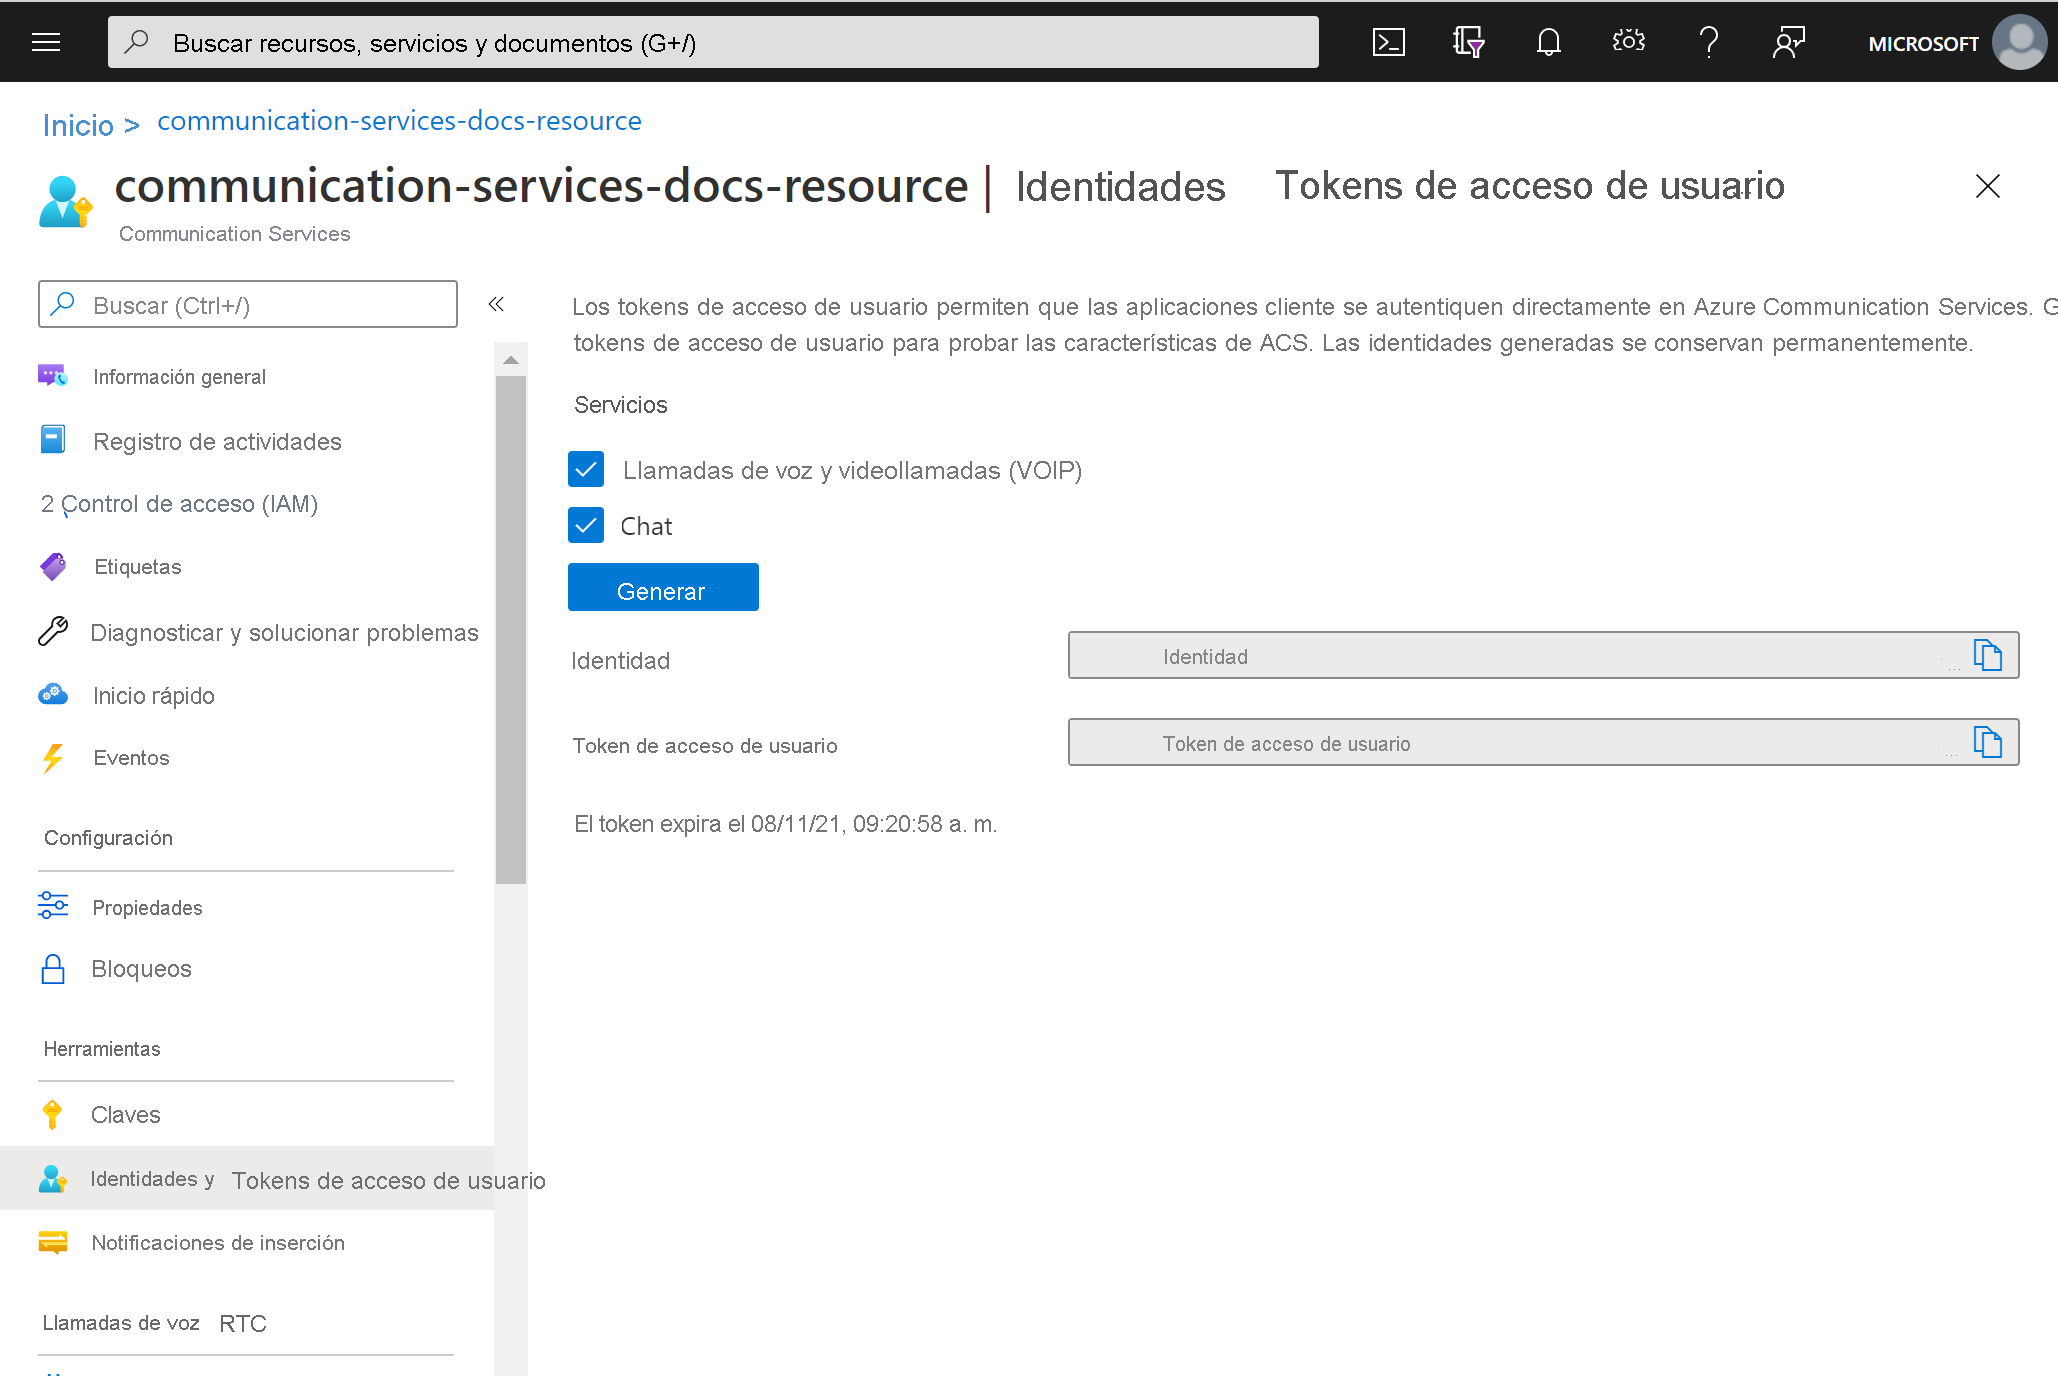 Buscar recursos, servicios y documentos (G+/)
MICROSOFT
Inicio > communication-services-docs-resource
communication-services-docs-resource | Identidades Tokens de acceso de usuario
Communication Services
Buscar (Ctrl+/)
Información general
Registro de actividades
2 Control de acceso (IAM)
Etiquetas
Diagnosticar y solucionar problemas
Inicio rápido
Eventos
Configuración
Propiedades
Bloqueos
Herramientas
Claves
Identidades y Tokens de acceso de usuario
Notificaciones de inserción
Llamadas de voz RTC
Los tokens de acceso de usuario permiten que las aplicaciones cliente se autentiquen directamente en Azure Communication Services. G
tokens de acceso de usuario para probar las características de ACS. Las identidades generadas se conservan permanentemente.
Servicios
Llamadas de voz y videollamadas (VOIP)
Chat
Generar
Identidad
Identidad
...
Token de acceso de usuario
Token de acceso de usuario
...
El token expira el 08/11/21, 09:20:58 a. m.